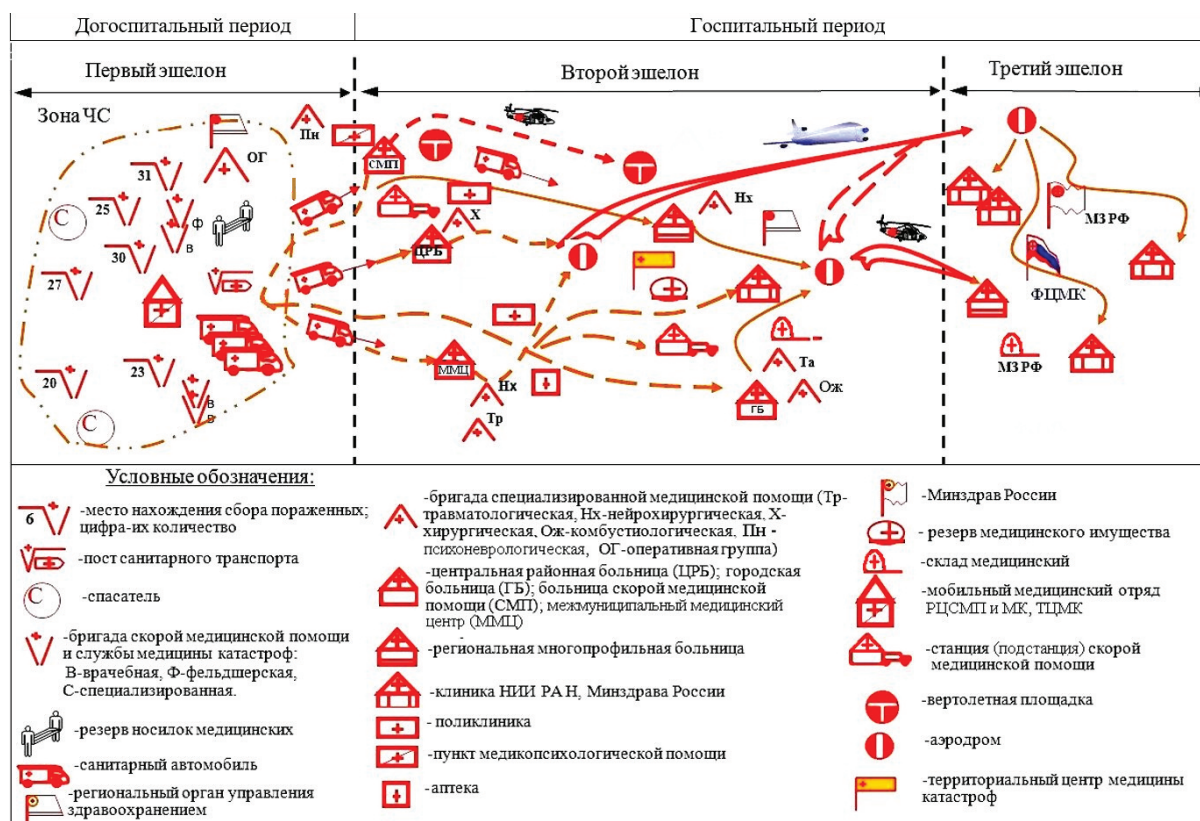 Догоспитальный период
Госпитальный период
Первый эшелон
Второй эшелон
Третий эшелон
Зона ЧС
Пн
ОГ
31
25
С
Ф
В
30
27
20
23
В
В
С
СМП
Х
ЦРБ
Нх
ММЦ
Нх
Тр
Та
Ож
ГБ
МЗ РФ
ФЦМК
МЗ РФ
Условные обозначения:
6 -место нахождения сбора пораженных;
цифра-их количество
-пост санитарного транспорта
С -спасатель
-бригада скорой медицинской помощи
и службы медицины катастроф:
В-врачебная, Ф-фельдшерская,
С-специализированная.
-резерв носилок медицинских
-санитарный автомобиль
-региональный орган управления
здравоохранением
-бригада специализированной медицинской помощи (Тр-
травматологическая, Нх-нейрохирургическая, Х-
хирургическая, Ож-комбустиологическая, Пн -
психоневрологическая, ОГ-оперативная группа)
-центральная районная больница (ЦРБ); городская
больница (ГБ); больница скорой медицинской
помощи (СМП); межмуниципальный медицинский
центр (ММЦ)
-региональная многопрофильная больница
-клиника НИИ РАН, Минздрава России
- поликлиника
-пункт медикопсихологической помощи
-аптека
-Минздрав России
- резерв медицинского имущества
-склад медицинский
-мобильный медицинский отряд
РЦСМП и МК, ТЦМК
-станция (подстанция) скорой
медицинской помощи
-вертолетная площадка
-аэродром
-территориальный центр медицины
катастроф